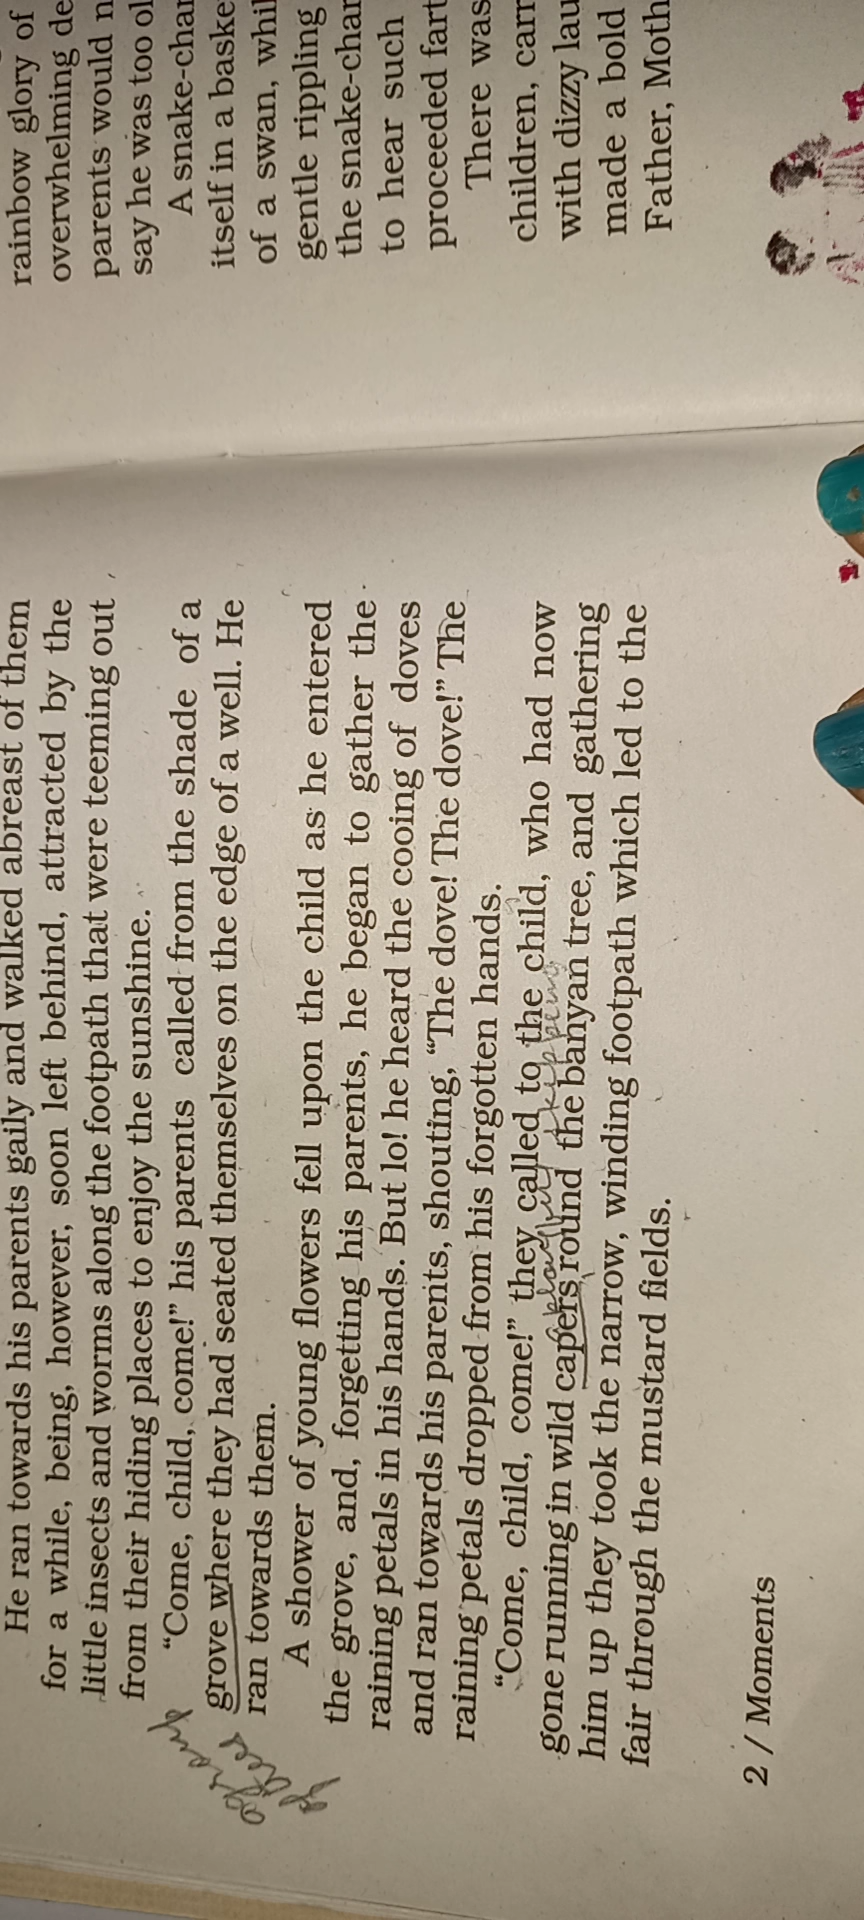 He ran towards his parents gaily and walked abreast of them
for a while, being, however, soon left behind, attracted by the
little insects and worms along the footpath that were teeming out
from their hiding places to enjoy the sunshine.
“Come, child, come!” his parents called from the shade of a
grove where they had seated themselves on the edge of a well. He
ran towards them.
a group
of trees
A shower of young flowers fell upon the child as he entered
the grove, and, forgetting his parents, he began to gather the
raining petals in his hands. But lo! he heard the cooing of doves
and ran towards his parents, shouting, “The dove! The dove!” The
raining petals dropped from his forgotten hands.
“Come, child, come!” they called to the child, who had now
gone running in wild capers round the banyan tree, and gathering
him up they took the narrow, winding footpath which led to the
fair through the mustard fields.
2 / Moments
rainbow glory of
overwhelming de
parents would n
say he was too ol
A snake-char
itself in a baske
of a swan, whil
gentle rippling
the snake-char
to hear such
proceeded fart
There was
children, carr
with dizzy lau
made a bold
Father, Moth